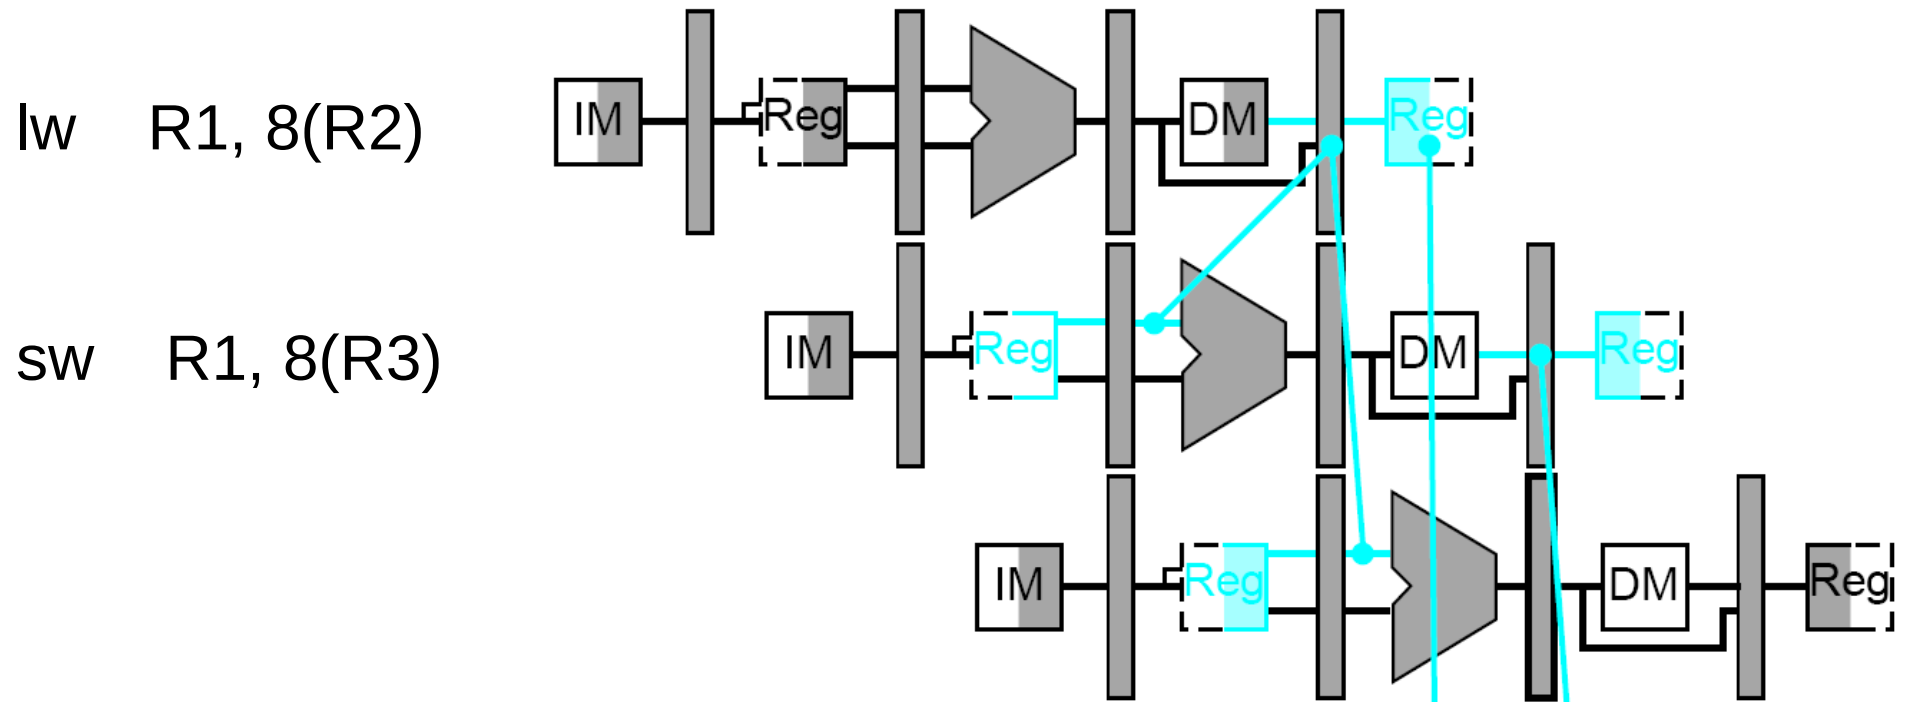 lw R1, 8(R2) IM Reg DM Reg
sw R1, 8(R3) IM Reg DM Reg
IM Reg DM Reg